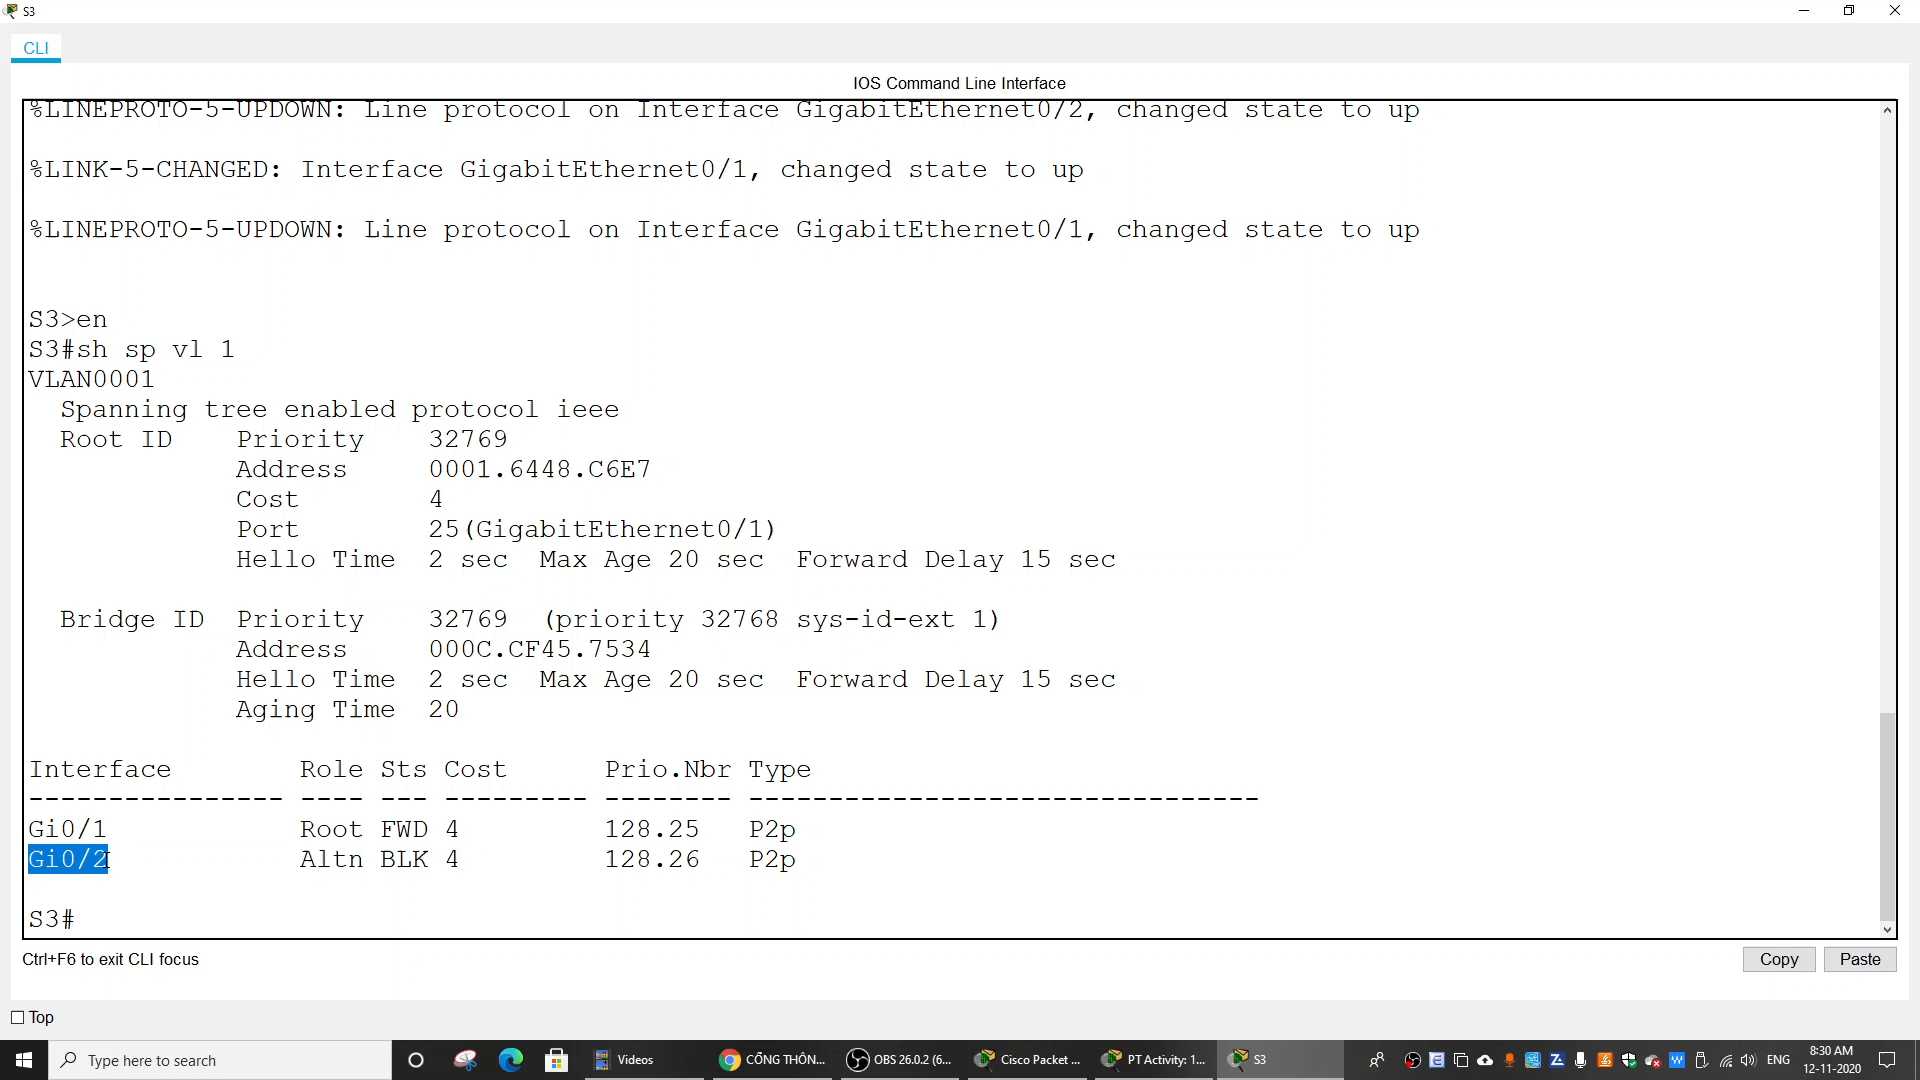 S3
CLI
IOS Command Line Interface
%LINEPROTO-5-UPDOWN: Line protocol on Interface GigabitEthernet0/2, changed state to up
%LINK-5-CHANGED: Interface GigabitEthernet0/1, changed state to up
%LINEPROTO-5-UPDOWN: Line protocol on Interface GigabitEthernet0/1, changed state to up
S3>en
S3#sh sp vl 1
VLAN0001
Spanning tree enabled protocol ieee
Root ID Priority 32769
Address 0001.6448.C6E7
Cost 4
Port 25(GigabitEthernet0/1)
Hello Time 2 sec Max Age 20 sec Forward Delay 15 sec
Bridge ID Priority 32769 (priority 32768 sys-id-ext 1)
Address 000C.CF45.7534
Hello Time 2 sec Max Age 20 sec Forward Delay 15 sec
Aging Time 20
Interface Role Sts Cost Prio.Nbr Type
---------------- ---- --- --------- -------- --------------------------------
Gi0/1 Root FWD 4 128.25 P2p
Gi0/2 Altn BLK 4 128.26 P2p
S3#
Ctrl+F6 to exit CLI focus
Copy Paste
Top
Type here to search Videos CỔNG THÔN... OBS 26.0.2 (6... Cisco Packet ... PT Activity: 1... S3 ENG 8:30 AM
12-11-2020